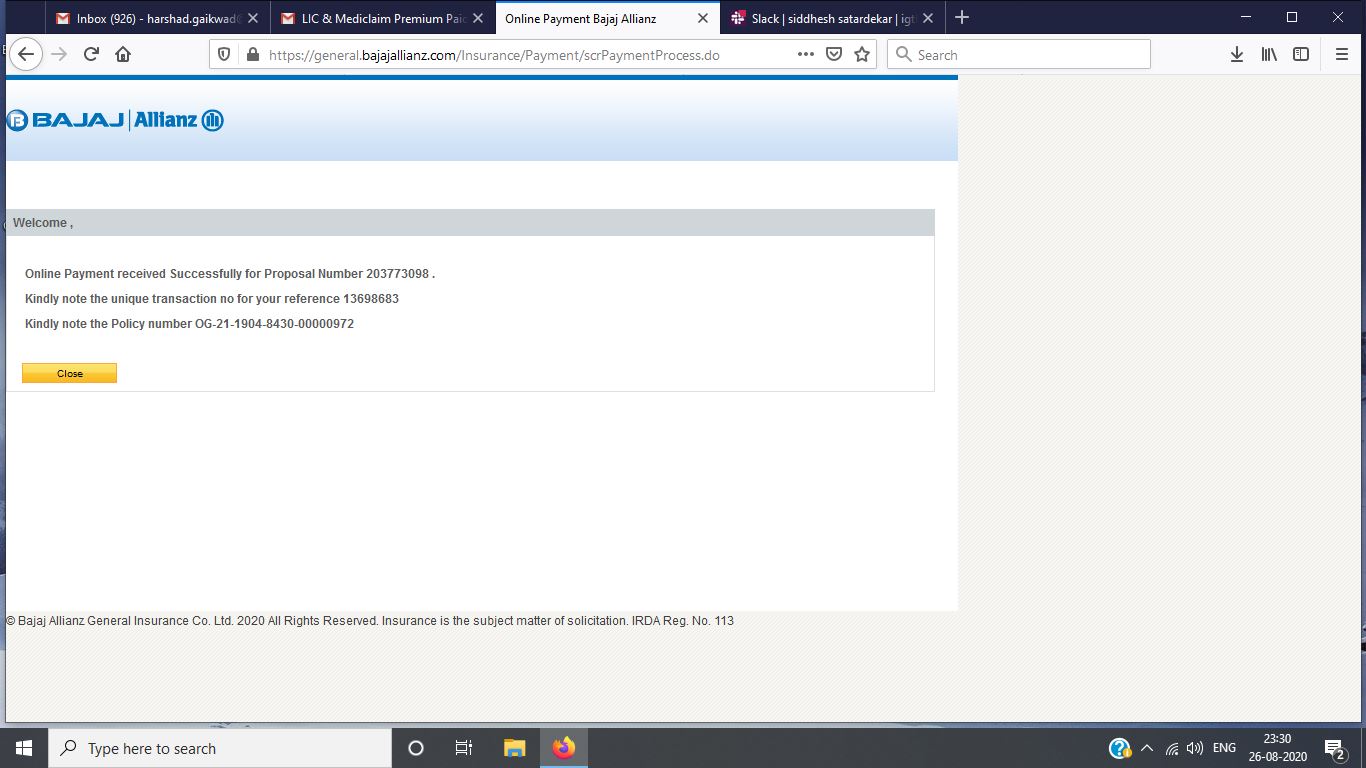 Inbox (926) - harshad.gaikwad@
LIC & Mediclaim Premium Paid
Online Payment Bajaj Allianz
Slack | siddhesh satardekar | igt
https://general.bajajallianz.com/Insurance/Payment/scrPaymentProcess.do
Search
BAJAJ | Allianz
Welcome ,
Online Payment received Successfully for Proposal Number 203773098 .
Kindly note the unique transaction no for your reference 13698683
Kindly note the Policy number OG-21-1904-8430-00000972
Close
© Bajaj Allianz General Insurance Co. Ltd. 2020 All Rights Reserved. Insurance is the subject matter of solicitation. IRDA Reg. No. 113
Type here to search
ENG
23:30
26-08-2020
2